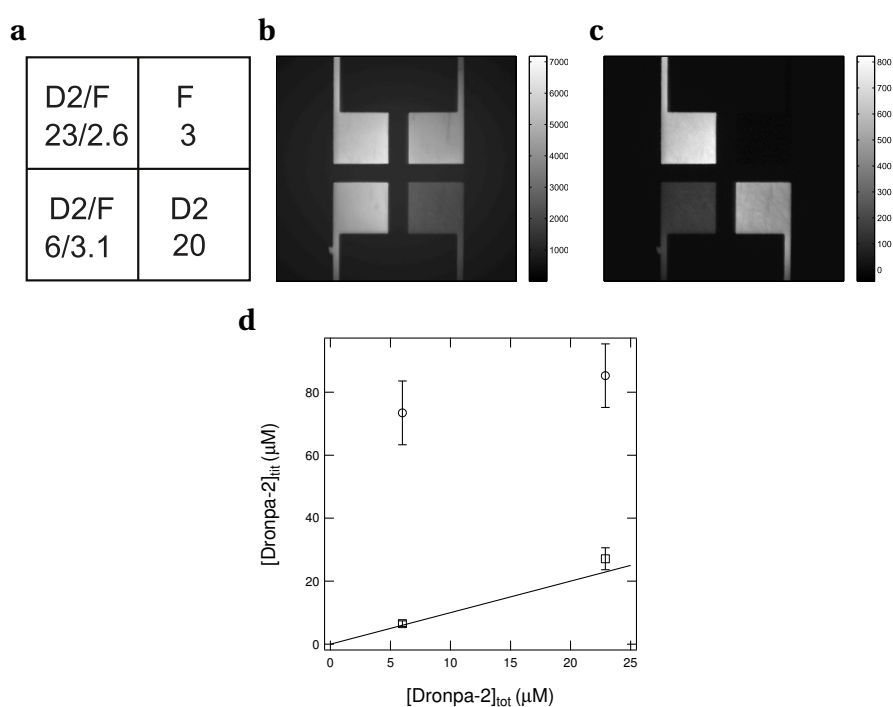 a
D2/F
23/2.6
F
3
D2/F
6/3.1
D2
20
b
7000
6000
5000
4000
3000
2000
1000
c
800
700
600
500
400
300
200
100
0
d
[Dronpa-2]tit (μM)
80
60
40
20
0
0 5 10 15 20 25
[Dronpa-2]tot (μM)